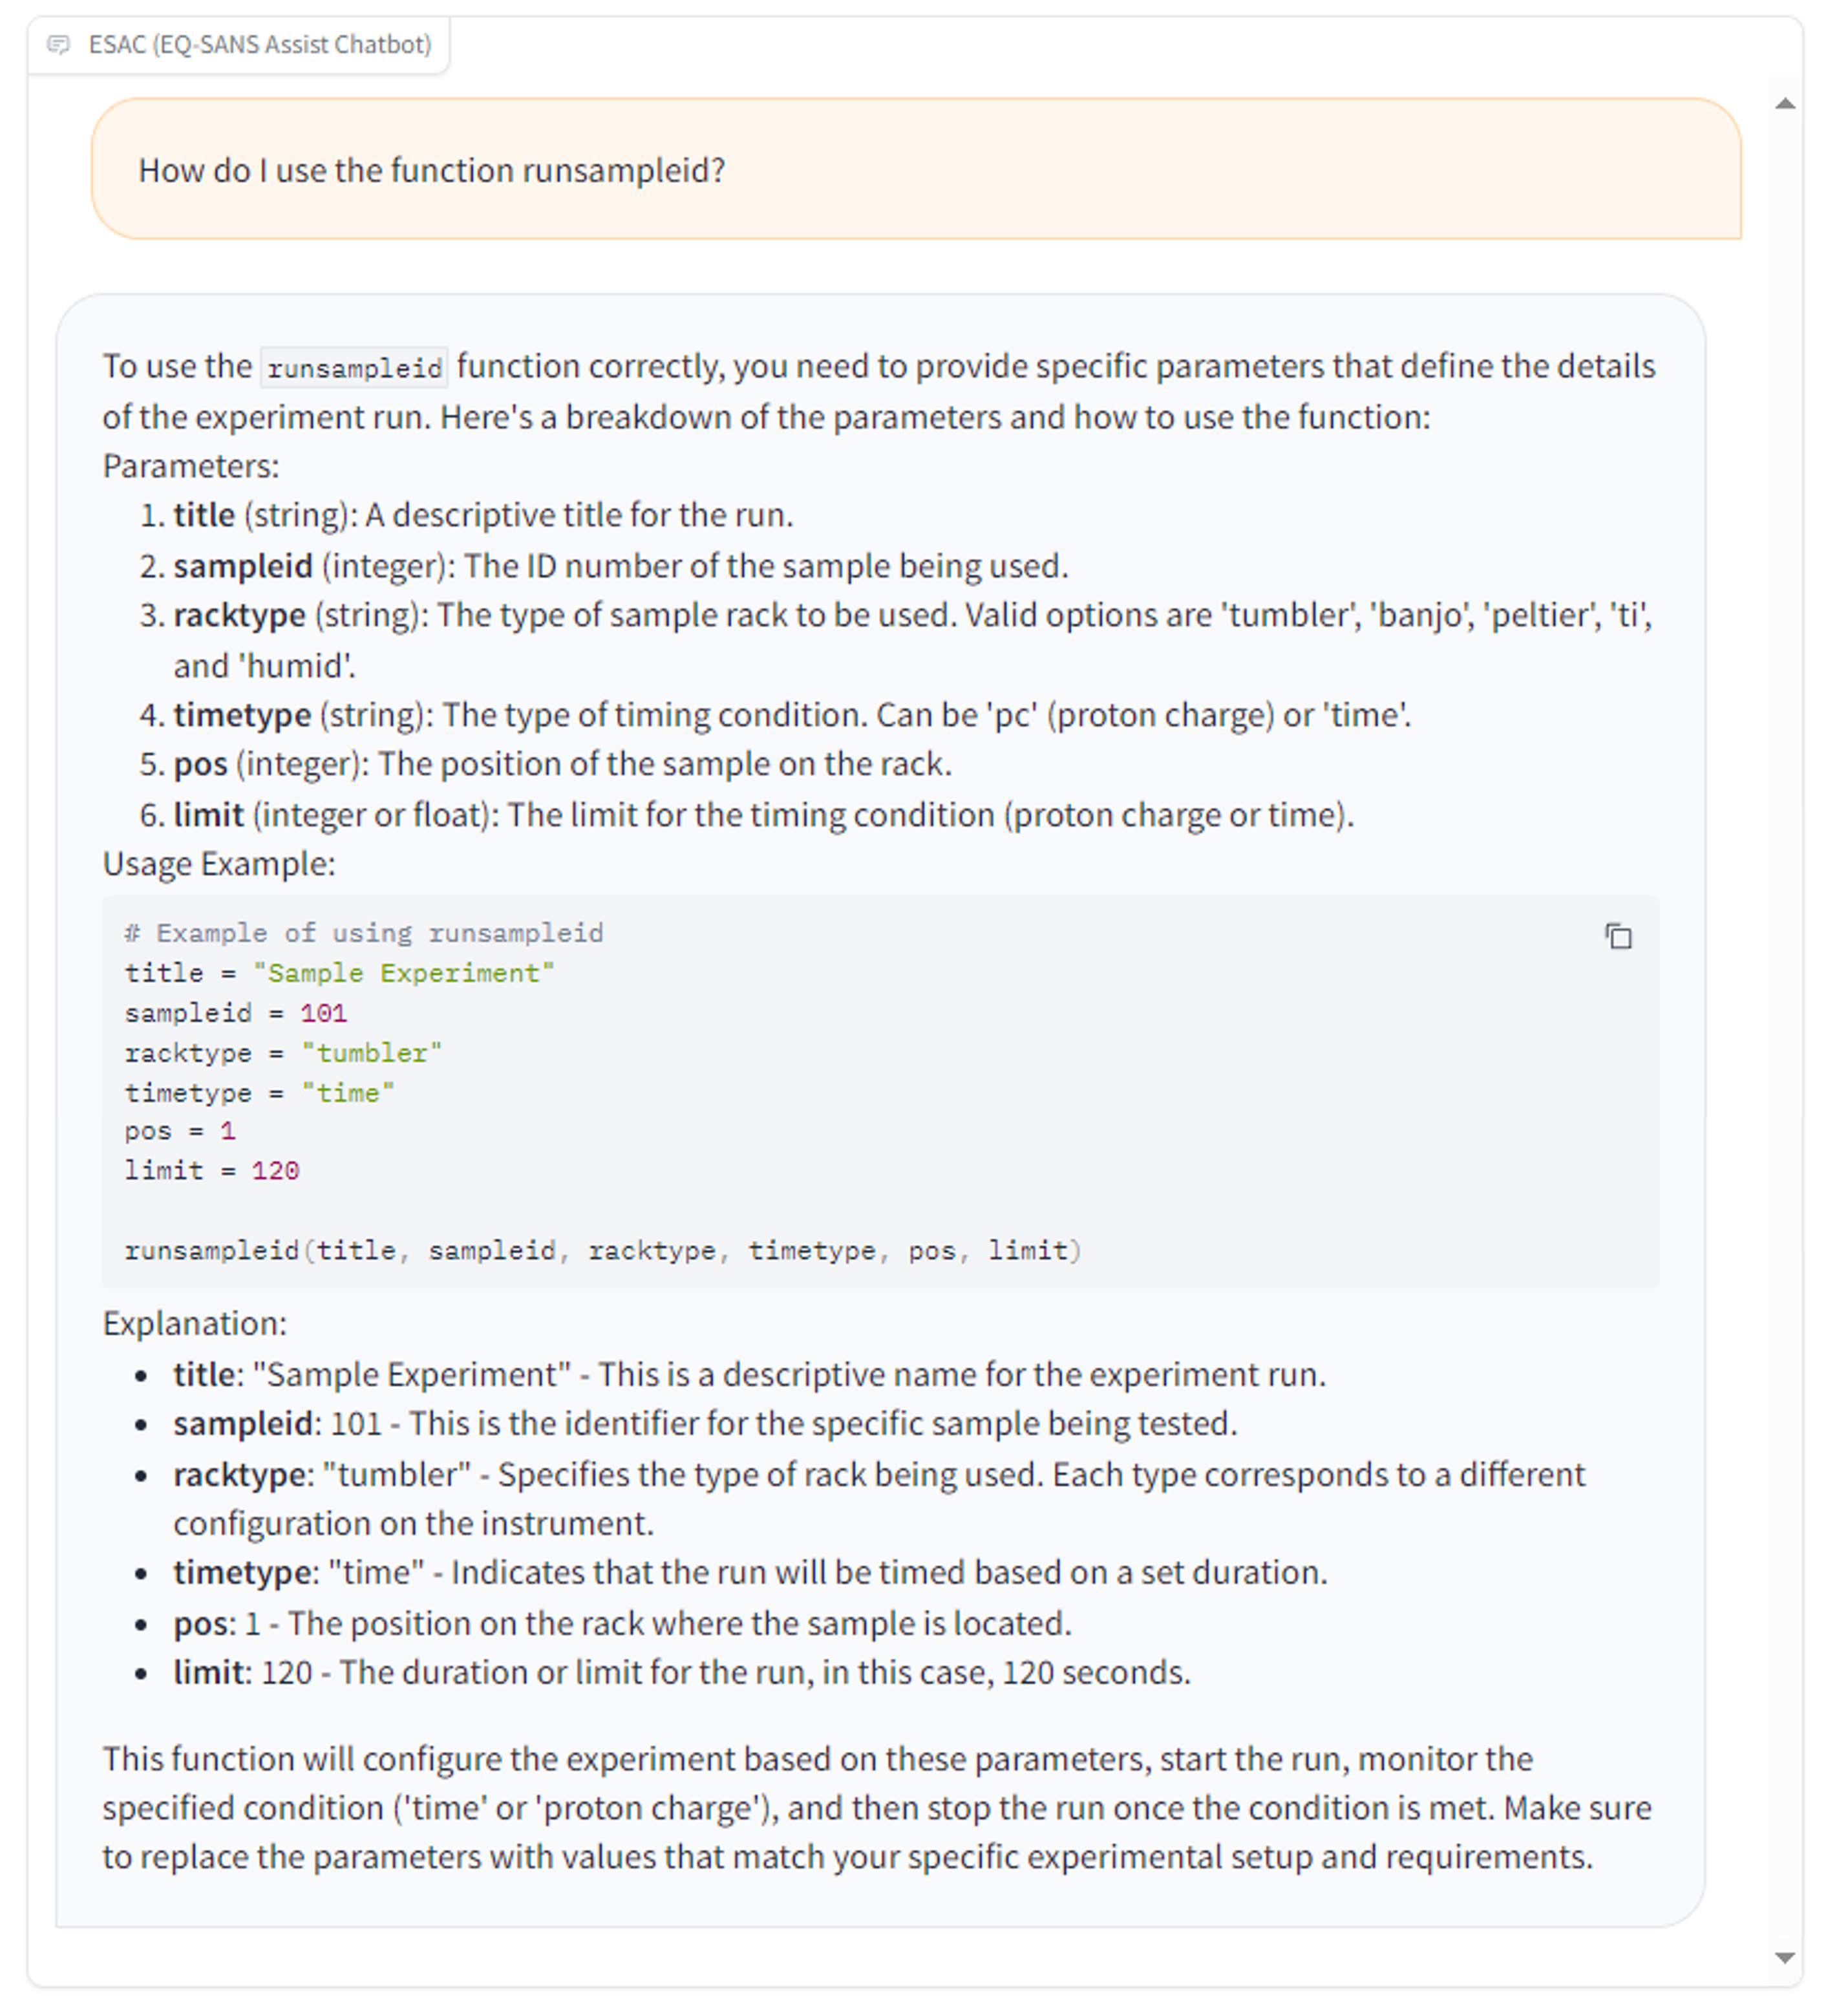 ESAC (EQ-SANS Assist Chatbot)
How do I use the function runsampleid?
To use the runsampleid function correctly, you need to provide specific parameters that define the details
of the experiment run. Here's a breakdown of the parameters and how to use the function:
Parameters:
1. title (string): A descriptive title for the run.
2. sampleid (integer): The ID number of the sample being used.
3. racktype (string): The type of sample rack to be used. Valid options are 'tumbler', 'banjo', 'peltier', 'ti',
and 'humid'.
4. timetype (string): The type of timing condition. Can be 'pc' (proton charge) or 'time'.
5. pos (integer): The position of the sample on the rack.
6. limit (integer or float): The limit for the timing condition (proton charge or time).
Usage Example:
# Example of using runsampleid
title = "Sample Experiment"
sampleid = 101
racktype = "tumbler"
timetype = "time"
pos = 1
limit = 120
runsampleid(title, sampleid, racktype, timetype, pos, limit)
Explanation:
• title: "Sample Experiment" - This is a descriptive name for the experiment run.
• sampleid: 101 - This is the identifier for the specific sample being tested.
• racktype: "tumbler" - Specifies the type of rack being used. Each type corresponds to a different
configuration on the instrument.
• timetype: "time" - Indicates that the run will be timed based on a set duration.
• pos: 1 - The position on the rack where the sample is located.
• limit: 120 - The duration or limit for the run, in this case, 120 seconds.
This function will configure the experiment based on these parameters, start the run, monitor the
specified condition ('time' or 'proton charge'), and then stop the run once the condition is met. Make sure
to replace the parameters with values that match your specific experimental setup and requirements.